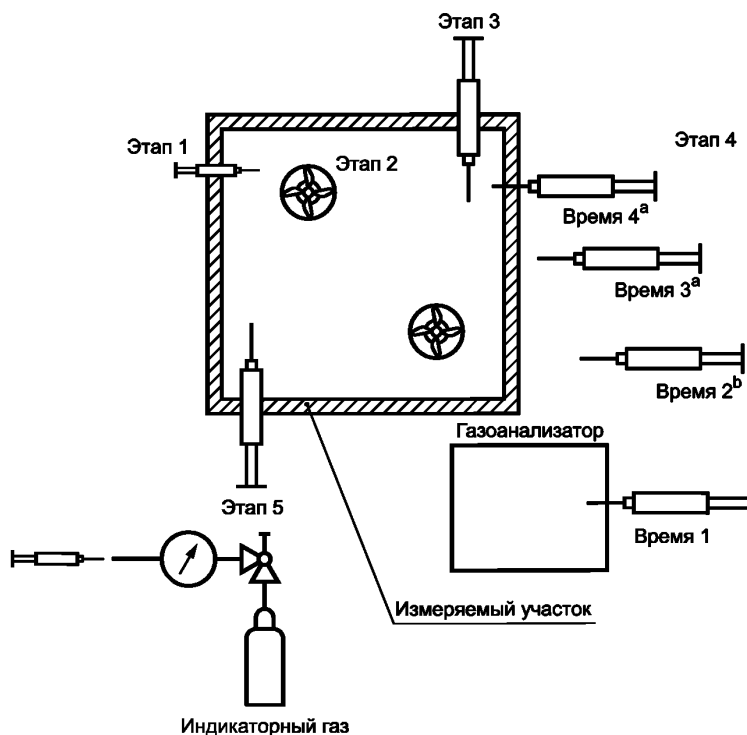 Этап 3
Этап 1
Этап 2
Этап 4
Время 4ᵃ
Время 3ᵃ
Время 2ᵇ
Газоанализатор
Время 1
Этап 5
Измеряемый участок
Индикаторный газ